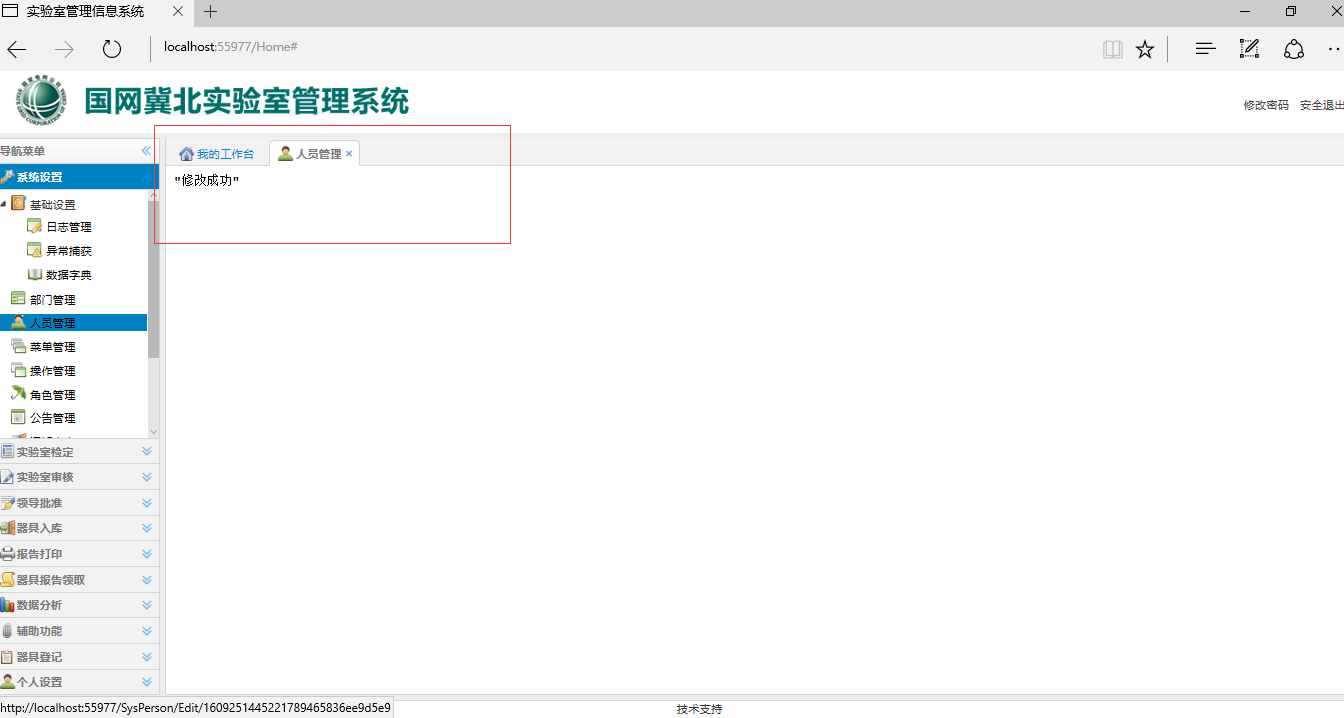 实验室管理信息系统
localhost:55977/Home#
国网冀北实验室管理系统
修改密码 安全退出
导航菜单
我的工作台 人员管理
系统设置
"修改成功"
基础设置
日志管理
异常捕获
数据字典
部门管理
人员管理
菜单管理
操作管理
角色管理
公告管理
实验室检定
实验室审核
领导批准
器具入库
报告打印
器具报告领取
数据分析
辅助功能
器具登记
个人设置
http://localhost:55977/SysPerson/Edit/1609251445221789465836ee9d5e9
技术支持